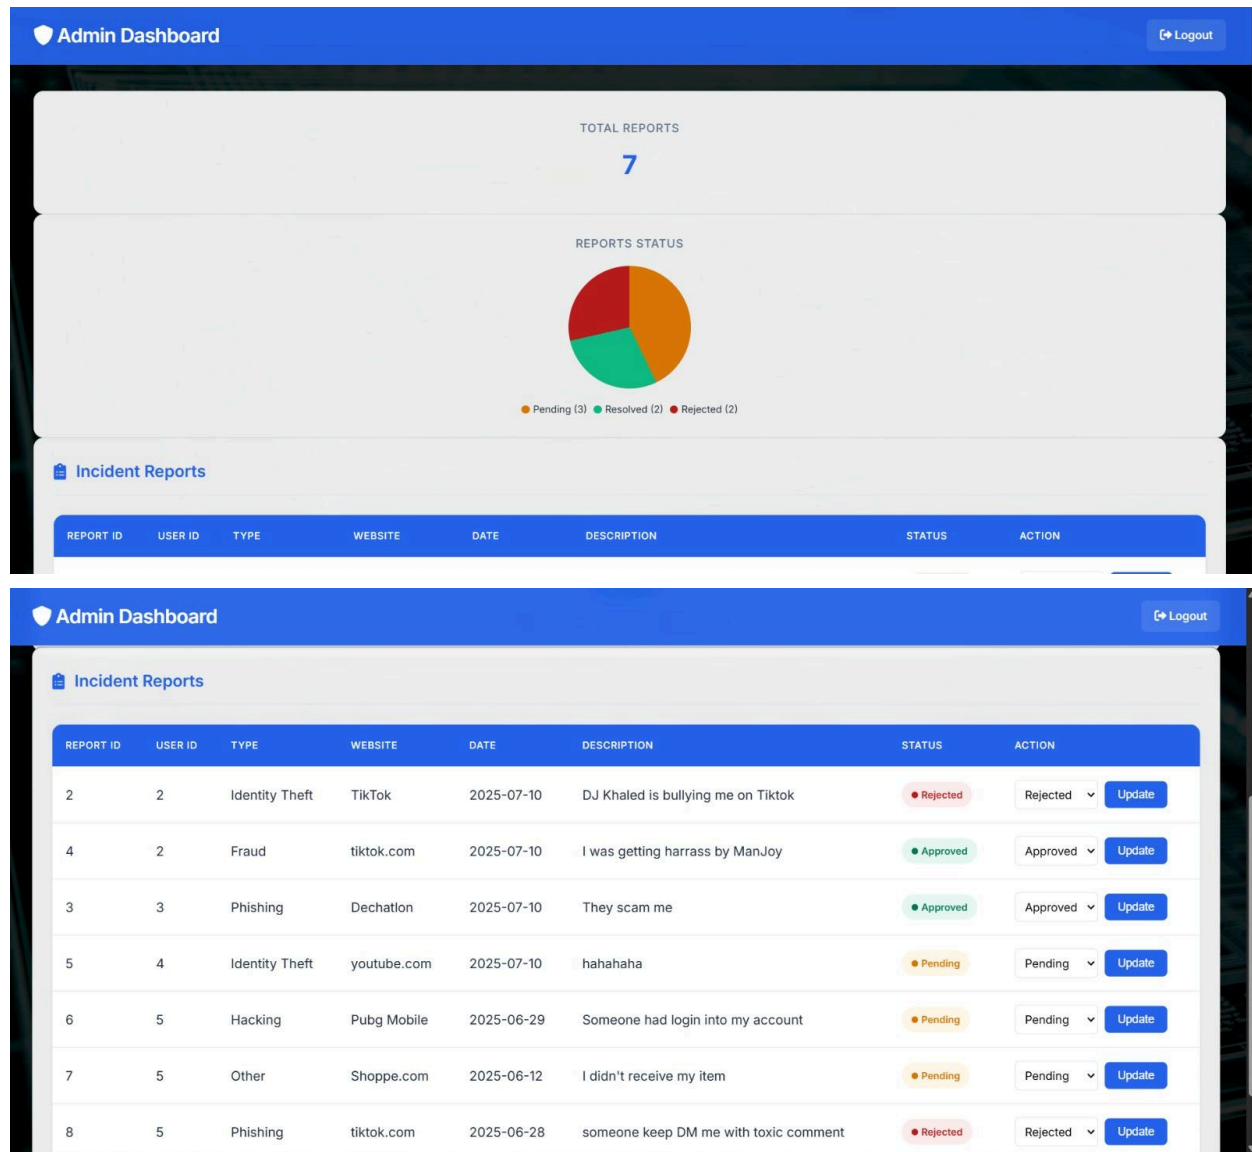 Admin Dashboard Logout
TOTAL REPORTS
7
REPORTS STATUS
Pending (3) Resolved (2) Rejected (2)
Incident Reports
REPORT ID USER ID TYPE WEBSITE DATE DESCRIPTION STATUS ACTION
Admin Dashboard Logout
Incident Reports
REPORT ID USER ID TYPE WEBSITE DATE DESCRIPTION STATUS ACTION
2 2 Identity Theft TikTok 2025-07-10 DJ Khaled is bullying me on Tiktok Rejected Rejected Update
4 2 Fraud tiktok.com 2025-07-10 I was getting harrass by ManJoy Approved Approved Update
3 3 Phishing Dechatlon 2025-07-10 They scam me Approved Approved Update
5 4 Identity Theft youtube.com 2025-07-10 hahahaha Pending Pending Update
6 5 Hacking Pubg Mobile 2025-06-29 Someone had login into my account Pending Pending Update
7 5 Other Shoppe.com 2025-06-12 I didn't receive my item Pending Pending Update
8 5 Phishing tiktok.com 2025-06-28 someone keep DM me with toxic comment Rejected Rejected Update